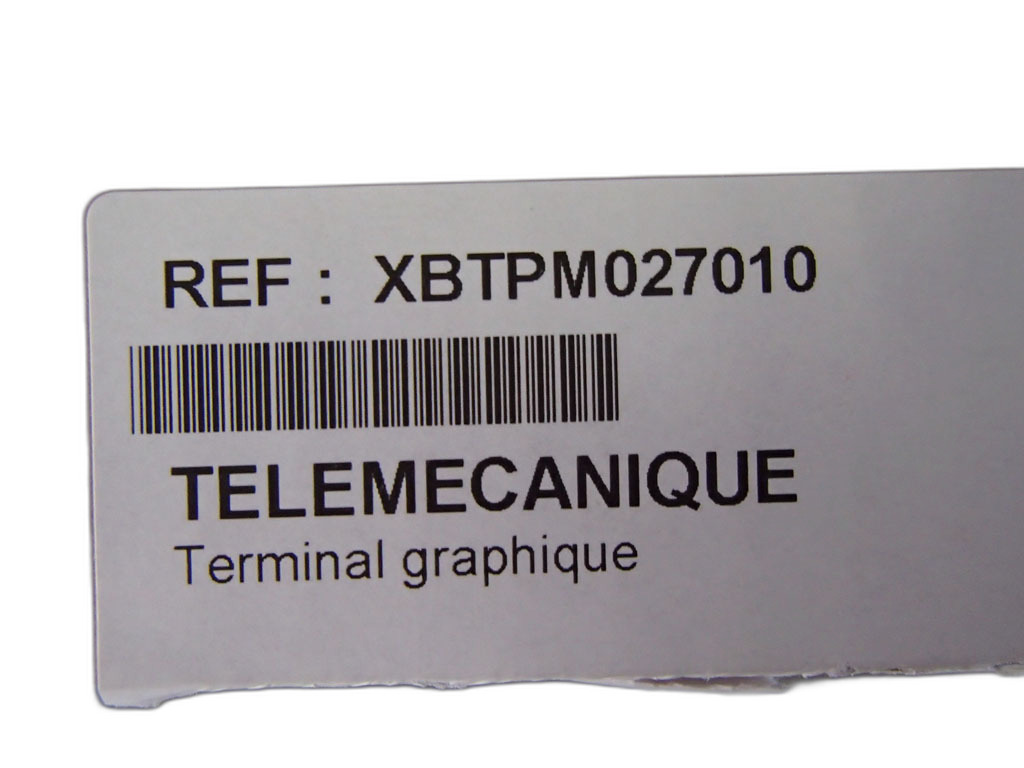 REF : XBTPM027010
TELEMECANIQUE
Terminal graphique